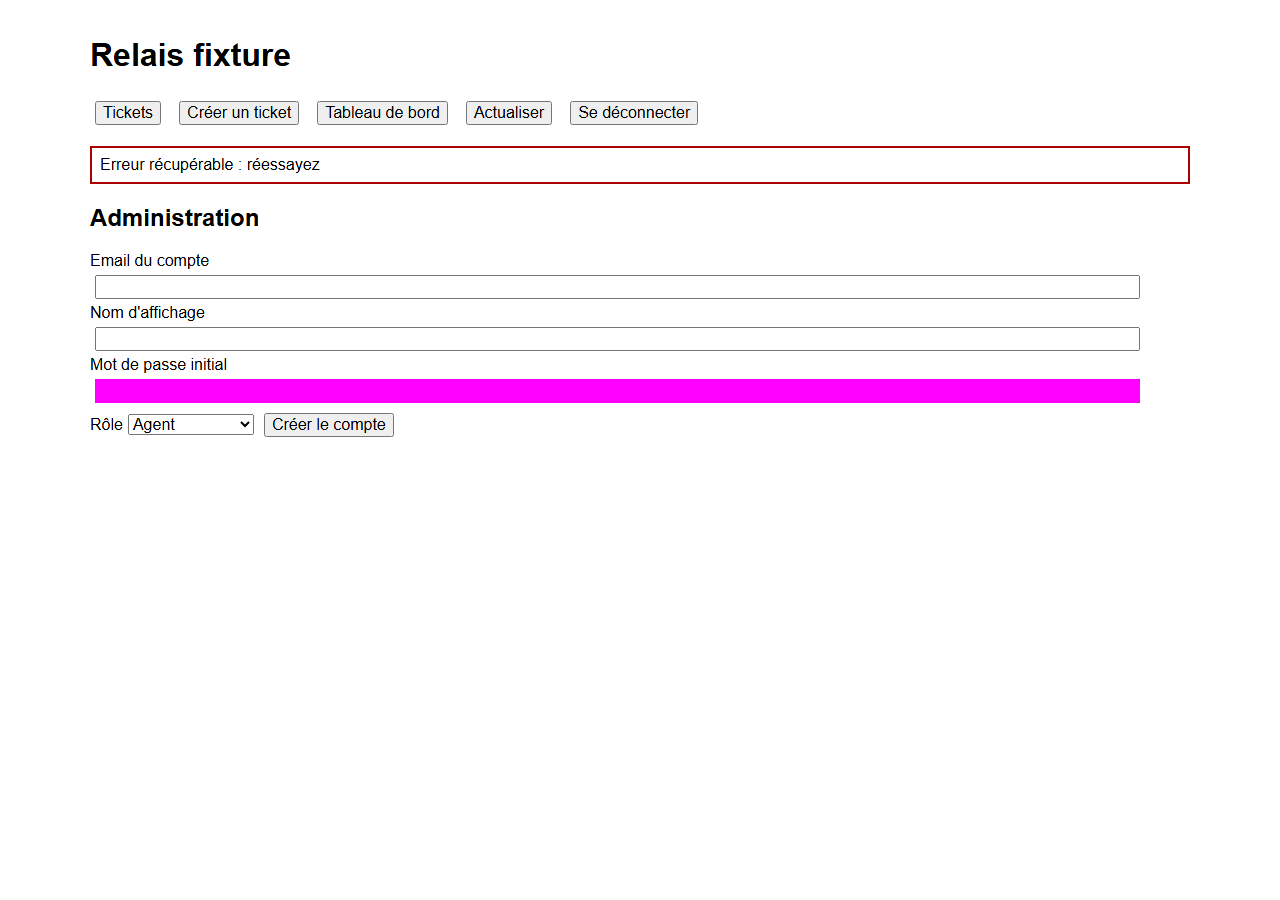 Relais fixture
Tickets Créer un ticket Tableau de bord Actualiser Se déconnecter
Erreur récupérable : réessayez
Administration
Email du compte
Nom d'affichage
Mot de passe initial
Rôle Agent Créer le compte